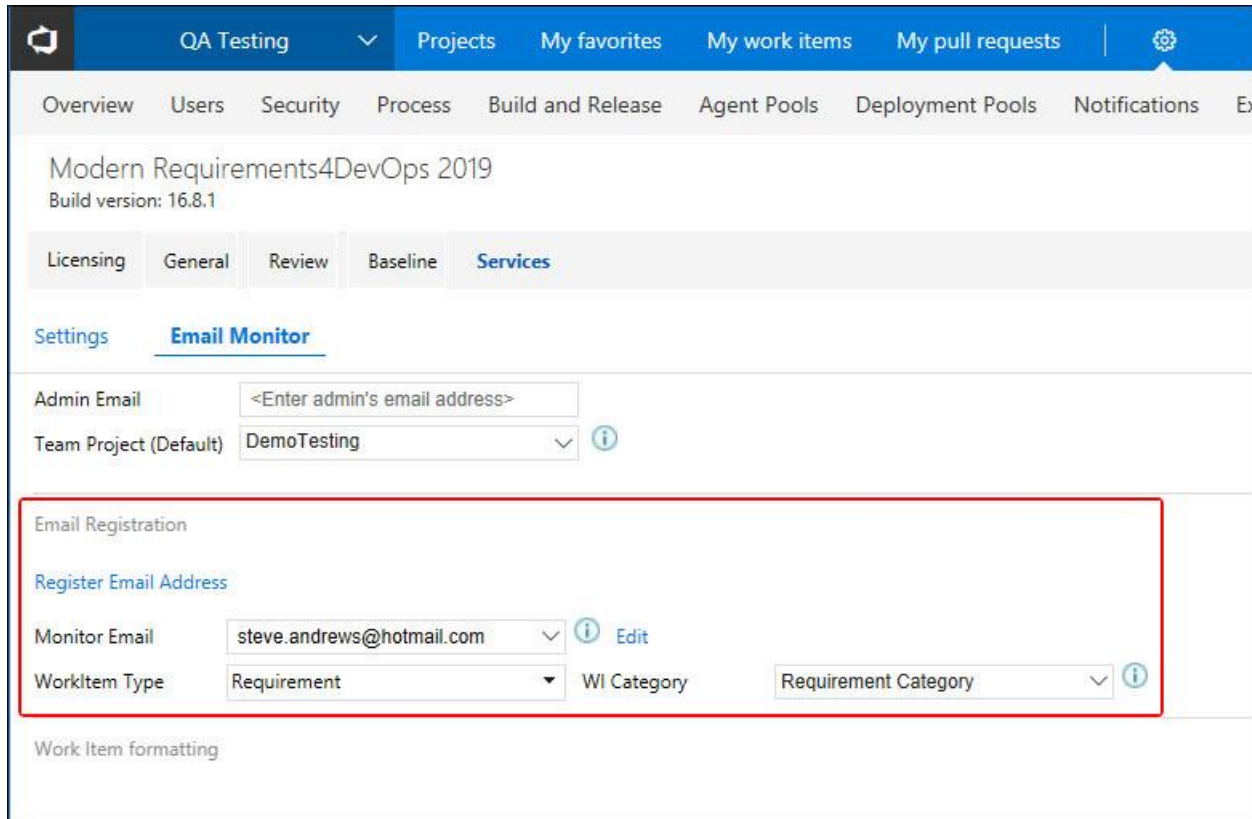 QA Testing Projects My favorites My work items My pull requests
Overview Users Security Process Build and Release Agent Pools Deployment Pools Notifications
Modern Requirements4DevOps 2019
Build version: 16.8.1
Licensing General Review Baseline Services
Settings Email Monitor
Admin Email <Enter admin's email address>
Team Project (Default) DemoTesting
Email Registration
Register Email Address
Monitor Email steve.andrews@hotmail.com Edit
WorkItem Type Requirement WI Category Requirement Category
Work Item formatting